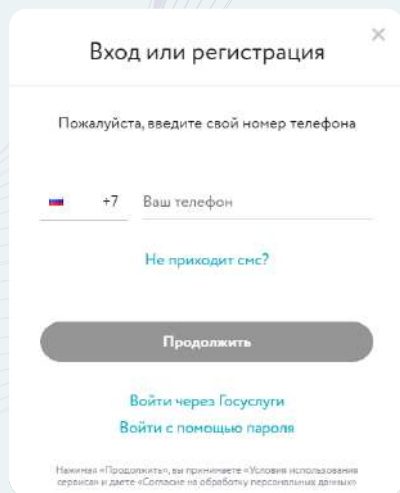 Вход или регистрация
Пожалуйста, введите свой номер телефона
+7 Ваш телефон
Не приходит смс?
Продолжить
Войти через Госуслуги
Войти с помощью пароля
Нажимая «Продолжить», вы принимаете «Условия использования
сервиса» и даете «Согласие на обработку персональных данных»